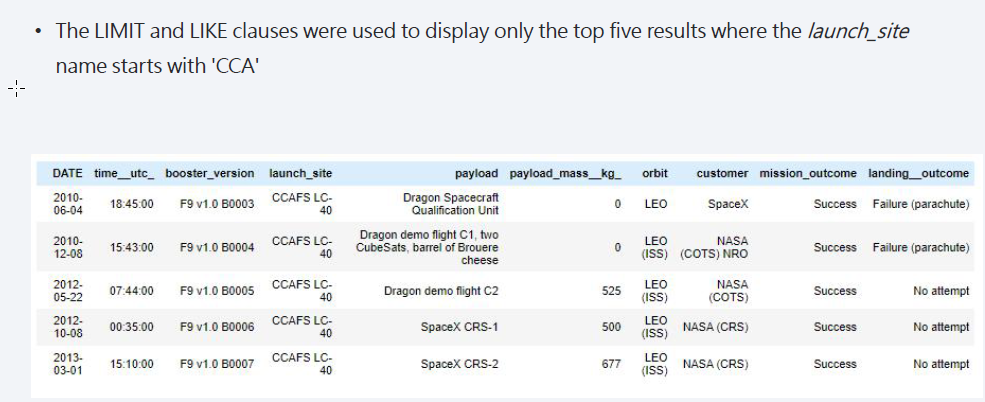 • The LIMIT and LIKE clauses were used to display only the top five results where the launch_site
name starts with 'CCA'
DATE time__utc_ booster_version launch_site payload payload_mass__kg_ orbit customer mission_outcome landing__outcome
2010-06-04 18:45:00 F9 v1.0 B0003 CCAFS LC-40 Dragon Spacecraft Qualification Unit 0 LEO SpaceX Success Failure (parachute)
2010-12-08 15:43:00 F9 v1.0 B0004 CCAFS LC-40 Dragon demo flight C1, two CubeSats, barrel of Brouere cheese 0 LEO (ISS) NASA (COTS) NRO Success Failure (parachute)
2012-05-22 07:44:00 F9 v1.0 B0005 CCAFS LC-40 Dragon demo flight C2 525 LEO (ISS) NASA (COTS) Success No attempt
2012-10-08 00:35:00 F9 v1.0 B0006 CCAFS LC-40 SpaceX CRS-1 500 LEO (ISS) NASA (CRS) Success No attempt
2013-03-01 15:10:00 F9 v1.0 B0007 CCAFS LC-40 SpaceX CRS-2 677 LEO (ISS) NASA (CRS) Success No attempt